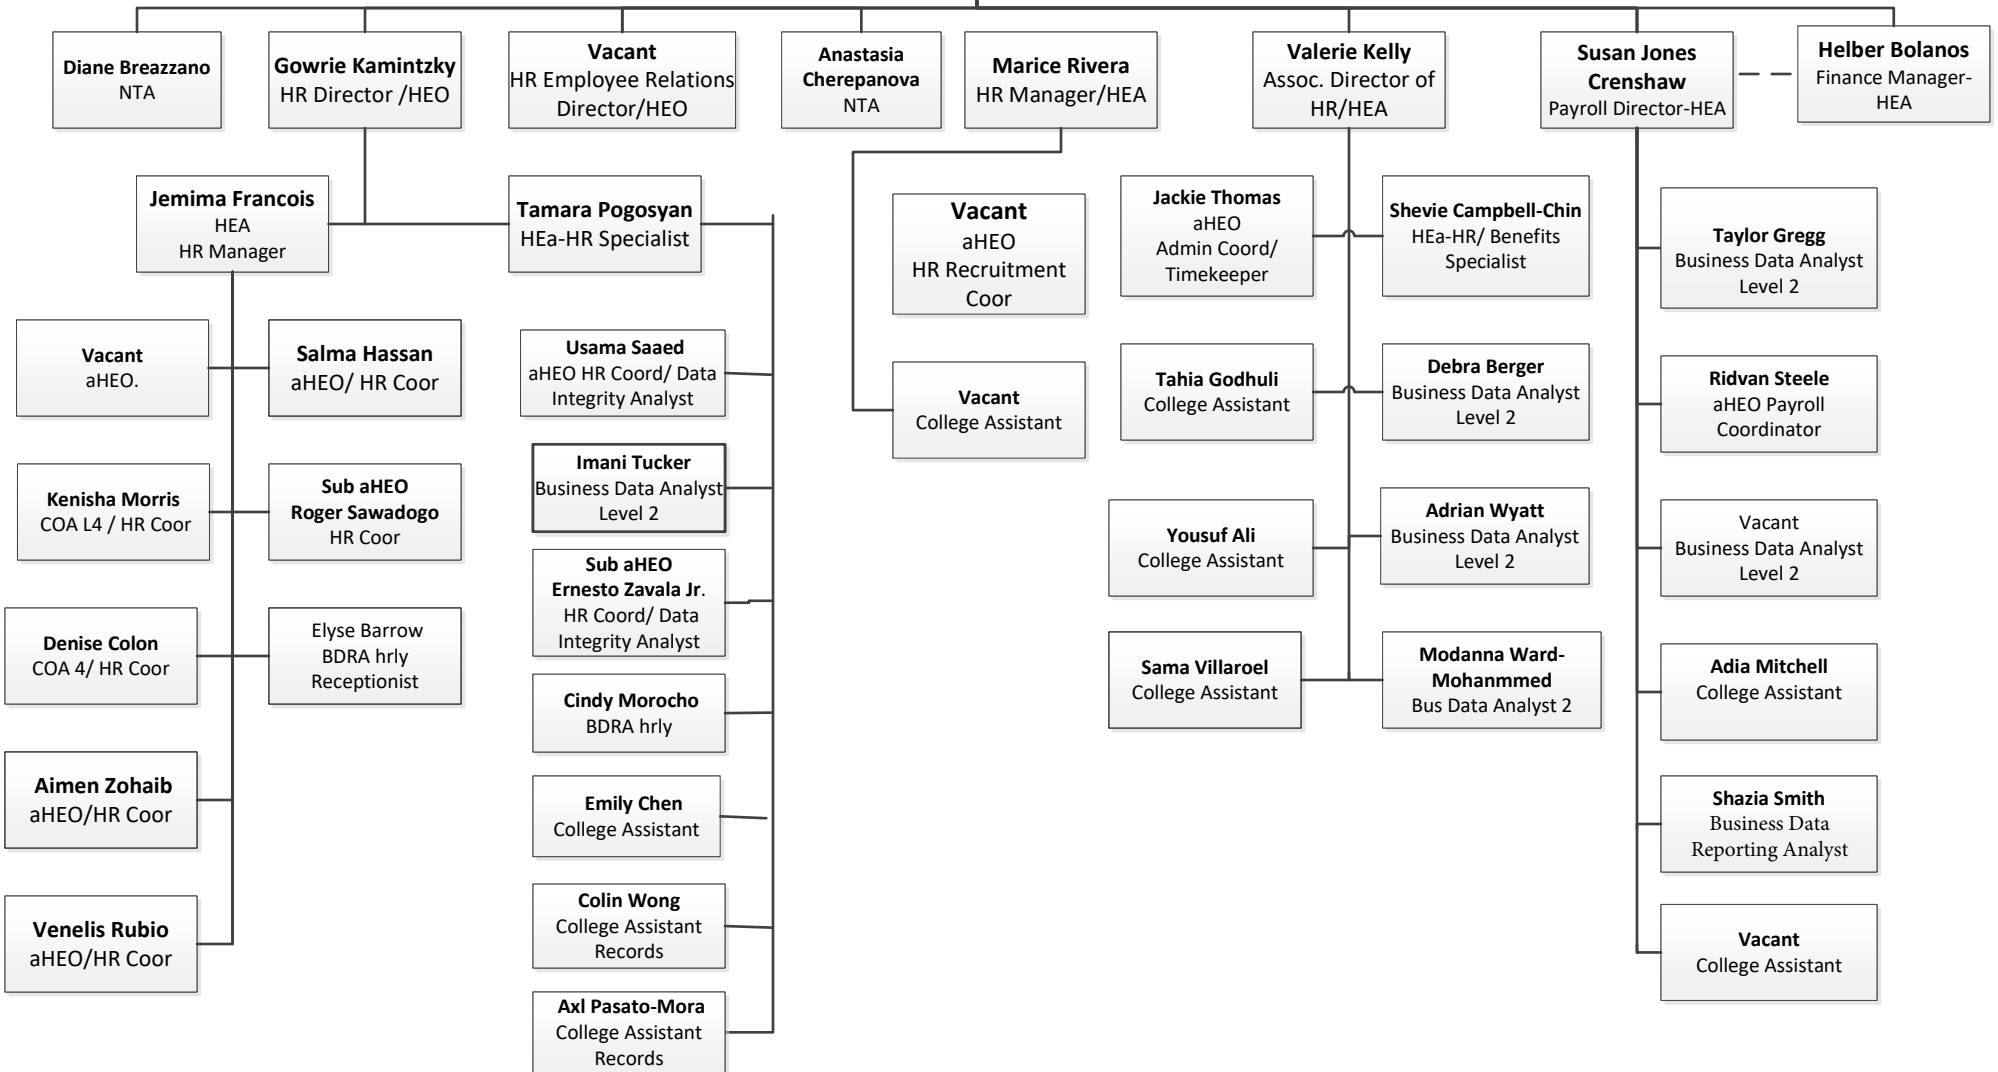 Diane Breazzano
NTA
Gowrie Kamintzky
HR Director /HEO
Vacant
HR Employee Relations
Director/HEO
Anastasia
Cherepanova
NTA
Marice Rivera
HR Manager/HEA
Valerie Kelly
Assoc. Director of
HR/HEA
Susan Jones
Crenshaw
Payroll Director-HEA
Helber Bolanos
Finance Manager-
HEA
Jemima Francois
HEA
HR Manager
Tamara Pogosyan
HEa-HR Specialist
Vacant
aHEO.
Salma Hassan
aHEO/ HR Coor
Kenisha Morris
COA L4 / HR Coor
Sub aHEO
Roger Sawadogo
HR Coor
Denise Colon
COA 4/ HR Coor
Elyse Barrow
BDRA hrly
Receptionist
Aimen Zohaib
aHEO/HR Coor
Venelis Rubio
aHEO/HR Coor
Usama Saaed
aHEO HR Coord/ Data
Integrity Analyst
Imani Tucker
Business Data Analyst
Level 2
Sub aHEO
Ernesto Zavala Jr.
HR Coord/ Data
Integrity Analyst
Cindy Morocho
BDRA hrly
Emily Chen
College Assistant
Colin Wong
College Assistant
Records
Axl Pasato-Mora
College Assistant
Records
Vacant
aHEO
HR Recruitment
Coor
Vacant
College Assistant
Jackie Thomas
aHEO
Admin Coord/
Timekeeper
Shevie Campbell-Chin
HEa-HR/ Benefits
Specialist
Tahia Godhuli
College Assistant
Debra Berger
Business Data Analyst
Level 2
Yousuf Ali
College Assistant
Adrian Wyatt
Business Data Analyst
Level 2
Sama Villaroel
College Assistant
Modanna Ward-
Mohanmmed
Bus Data Analyst 2
Taylor Gregg
Business Data Analyst
Level 2
Ridvan Steele
aHEO Payroll
Coordinator
Vacant
Business Data Analyst
Level 2
Adia Mitchell
College Assistant
Shazia Smith
Business Data
Reporting Analyst
Vacant
College Assistant